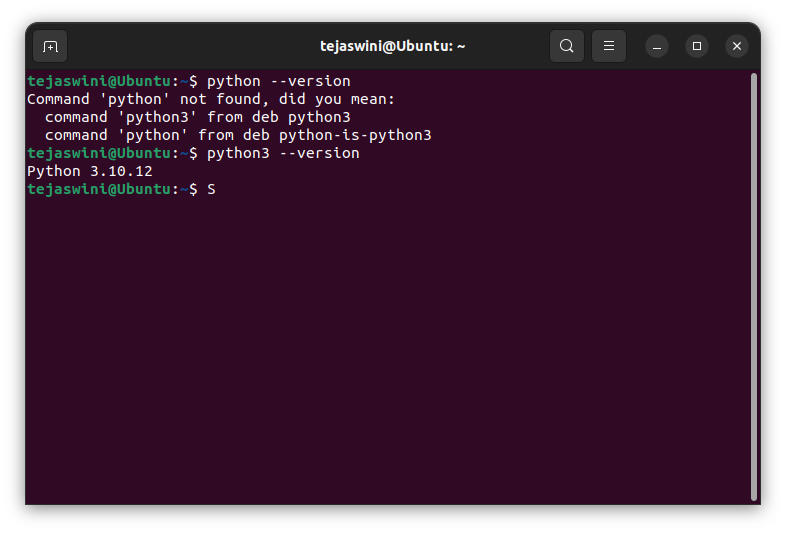 tejaswini@Ubuntu: ~
tejaswini@Ubuntu:~$ python --version
Command 'python' not found, did you mean:
  command 'python3' from deb python3
  command 'python' from deb python-is-python3
tejaswini@Ubuntu:~$ python3 --version
Python 3.10.12
tejaswini@Ubuntu:~$ S